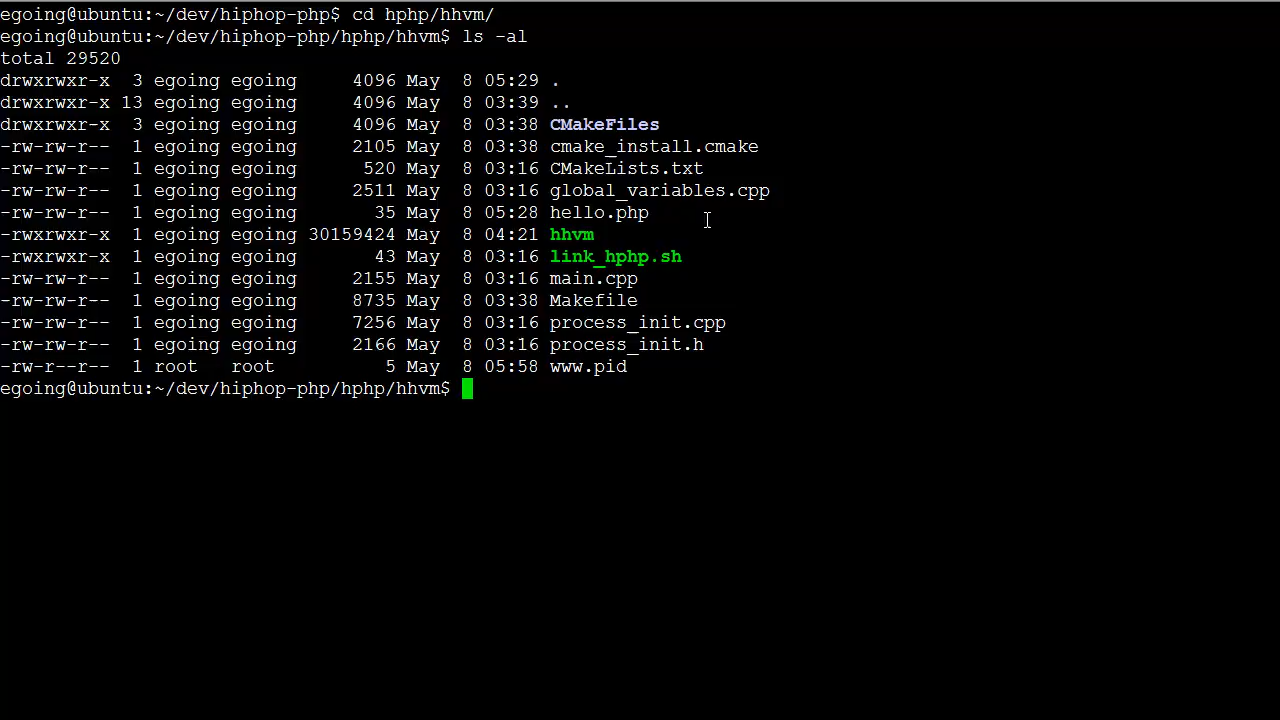 egoing@ubuntu:~/dev/hiphop-php$ cd hphp/hhvm/
egoing@ubuntu:~/dev/hiphop-php/hphp/hhvm$ ls -al
total 29520
drwxrwxr-x  3 egoing egoing     4096 May  8 05:29 .
drwxrwxr-x 13 egoing egoing     4096 May  8 03:39 ..
drwxrwxr-x  3 egoing egoing     4096 May  8 03:38 CMakeFiles
-rw-rw-r--  1 egoing egoing     2105 May  8 03:38 cmake_install.cmake
-rw-rw-r--  1 egoing egoing      520 May  8 03:16 CMakeLists.txt
-rw-rw-r--  1 egoing egoing     2511 May  8 03:16 global_variables.cpp
-rw-rw-r--  1 egoing egoing       35 May  8 05:28 hello.php
-rwxrwxr-x  1 egoing egoing 30159424 May  8 04:21 hhvm
-rwxrwxr-x  1 egoing egoing       43 May  8 03:16 link_hphp.sh
-rw-rw-r--  1 egoing egoing     2155 May  8 03:16 main.cpp
-rw-rw-r--  1 egoing egoing     8735 May  8 03:38 Makefile
-rw-rw-r--  1 egoing egoing     7256 May  8 03:16 process_init.cpp
-rw-rw-r--  1 egoing egoing     2166 May  8 03:16 process_init.h
-rw-r--r--  1 root   root          5 May  8 05:58 www.pid
egoing@ubuntu:~/dev/hiphop-php/hphp/hhvm$